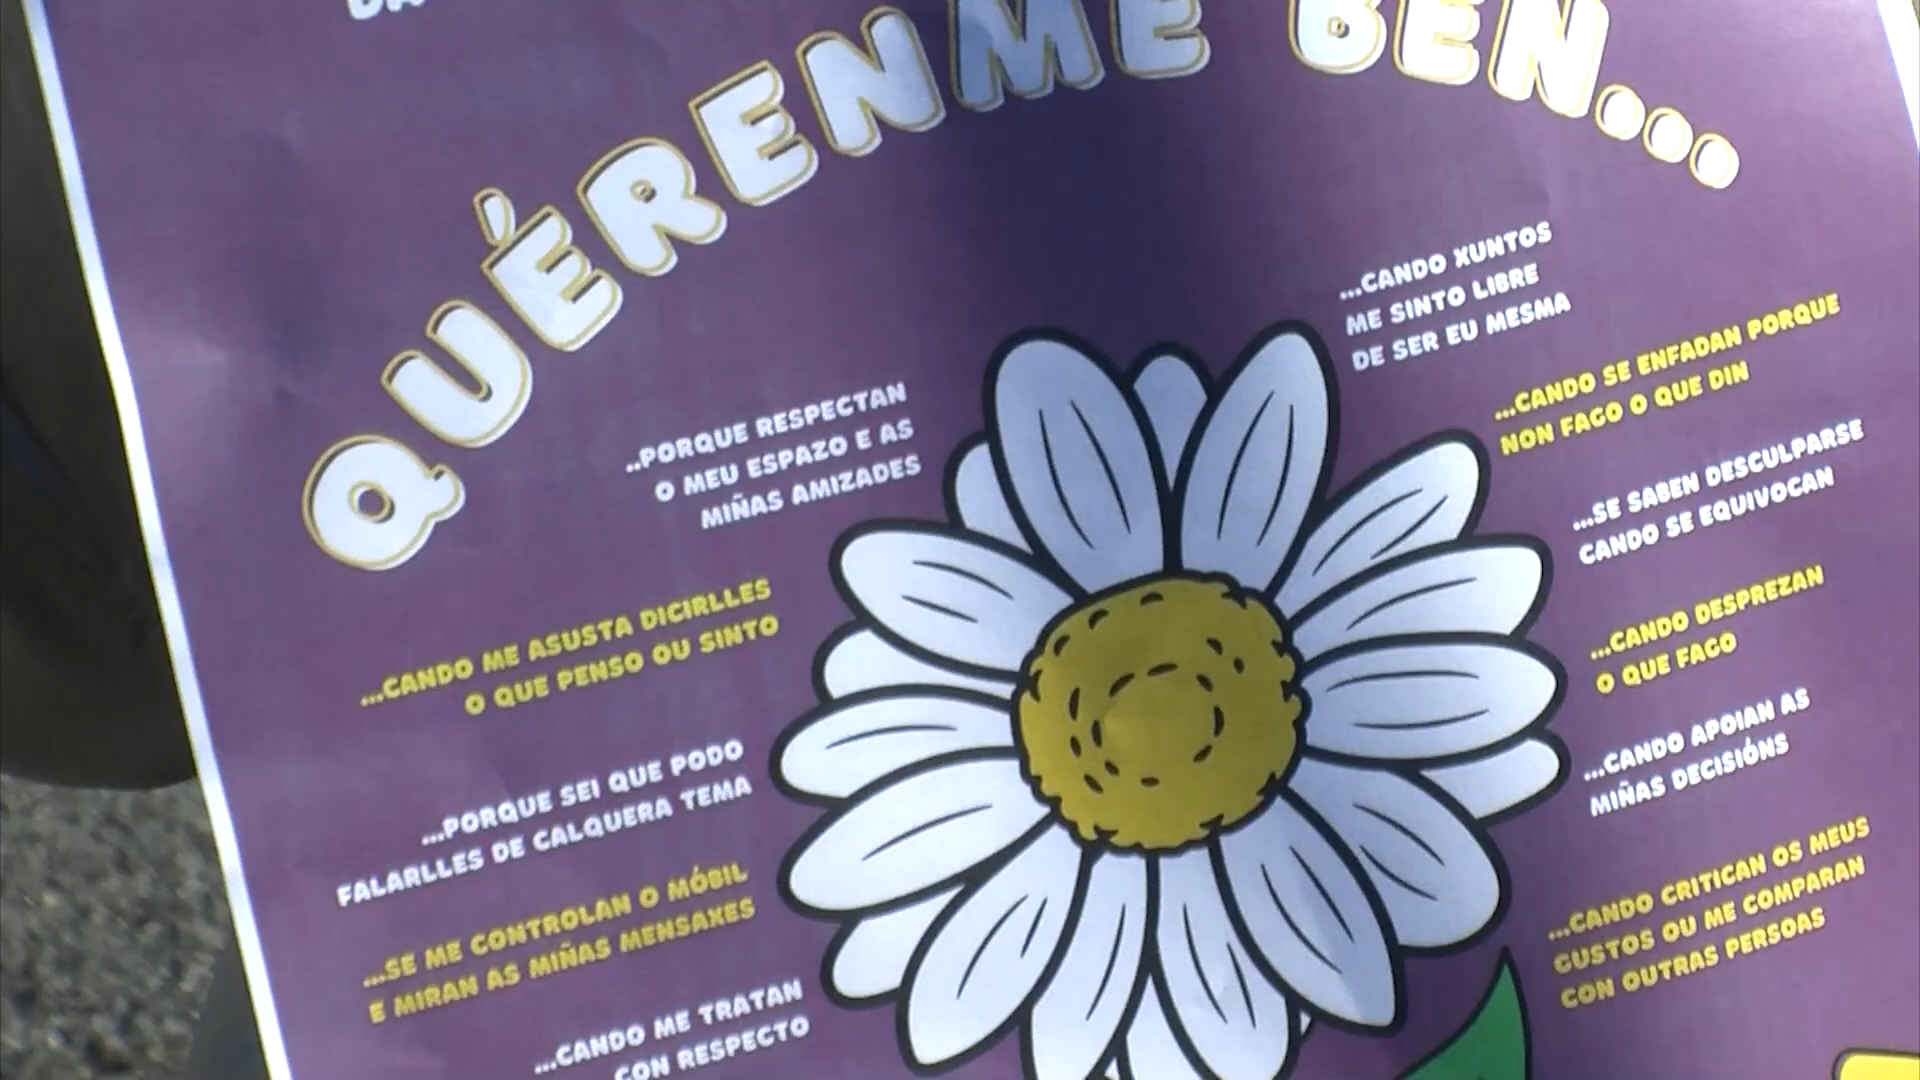 QUÉRENME BEN...
..PORQUE RESPECTAN
O MEU ESPAZO E AS
MIÑAS AMIZADES
...CANDO ME ASUSTA DICIRLLES
O QUE PENSO OU SINTO
...PORQUE SEI QUE PODO
FALARLLES DE CALQUERA TEMA
...SE ME CONTROLAN O MÓBIL
E MIRAN AS MIÑAS MENSAXES
...CANDO ME TRATAN
CON RESPECTO
...CANDO XUNTOS
ME SINTO LIBRE
DE SER EU MESMA
...CANDO SE ENFADAN PORQUE
NON FAGO O QUE DIN
...SE SABEN DESCULPARSE
CANDO SE EQUIVOCAN
...CANDO DESPREZAN
O QUE FAGO
...CANDO APOIAN AS
MIÑAS DECISIÓNS
...CANDO CRITICAN OS MEUS
GUSTOS OU ME COMPARAN
CON OUTRAS PERSOAS